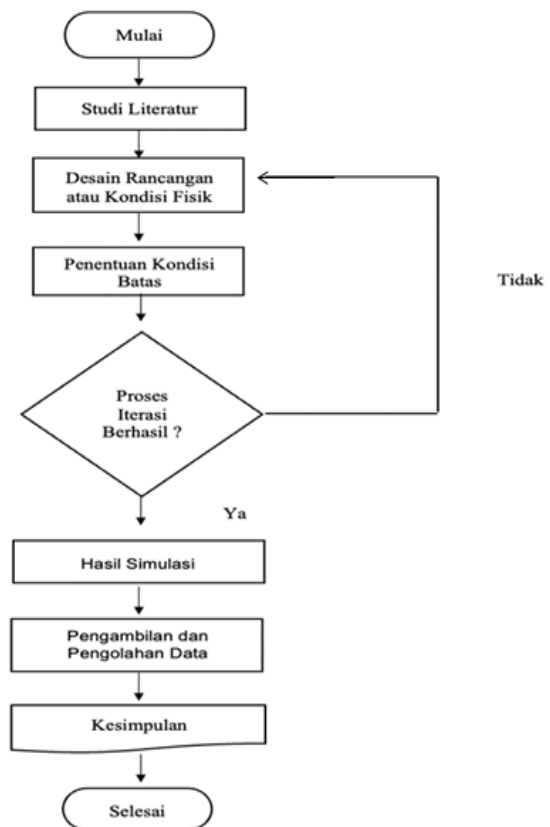 Mulai
Studi Literatur
Desain Rancangan
atau Kondisi Fisik
Penentuan Kondisi
Batas
Tidak
Proses
Iterasi
Berhasil ?
Ya
Hasil Simulasi
Pengambilan dan
Pengolahan Data
Kesimpulan
Selesai